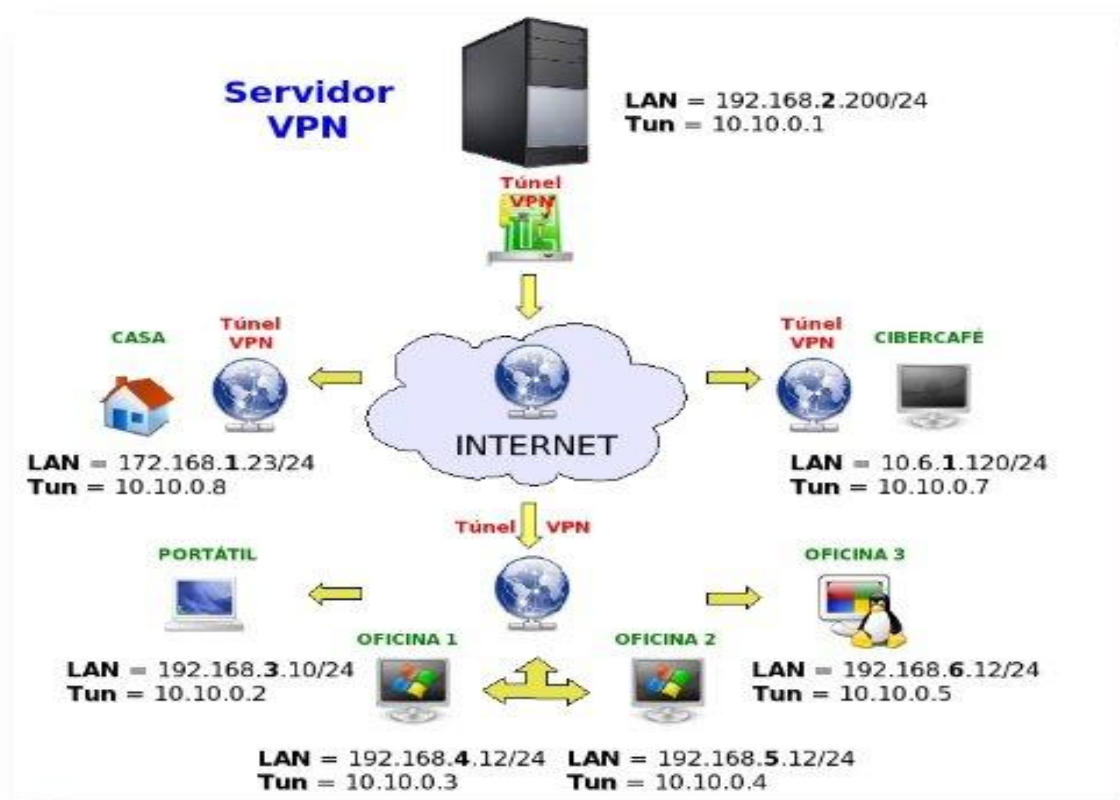 Servidor
VPN
LAN = 192.168.2.200/24
Tun = 10.10.0.1
Túnel
VPN
CASA
Túnel
VPN
Túnel
VPN
CIBERCAFÉ
INTERNET
LAN = 172.168.1.23/24
Tun = 10.10.0.8
LAN = 10.6.1.120/24
Tun = 10.10.0.7
Túnel VPN
PORTÁTIL
OFICINA 3
OFICINA 1
OFICINA 2
LAN = 192.168.3.10/24
Tun = 10.10.0.2
LAN = 192.168.6.12/24
Tun = 10.10.0.5
LAN = 192.168.4.12/24
Tun = 10.10.0.3
LAN = 192.168.5.12/24
Tun = 10.10.0.4